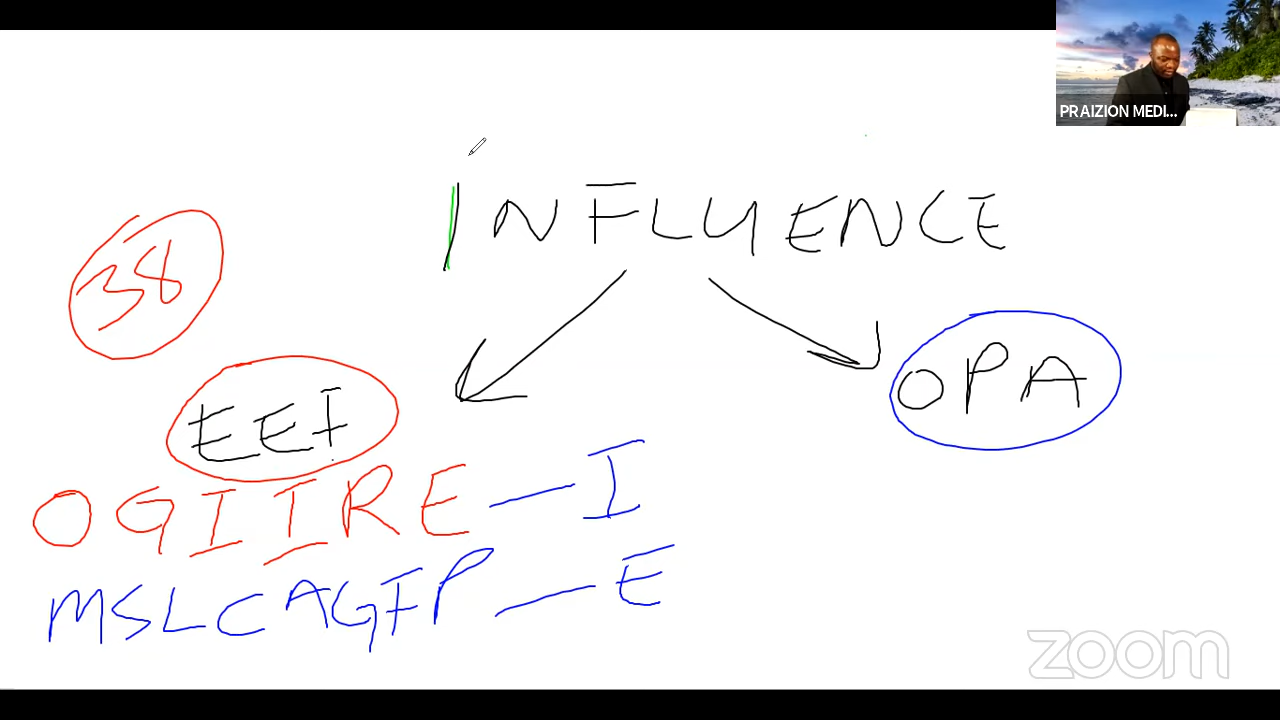 PRAIZION MEDI...
INFLUENCE
38
OPA
EEF
OGIIRE - I
MSLCAGFP - E
zoom